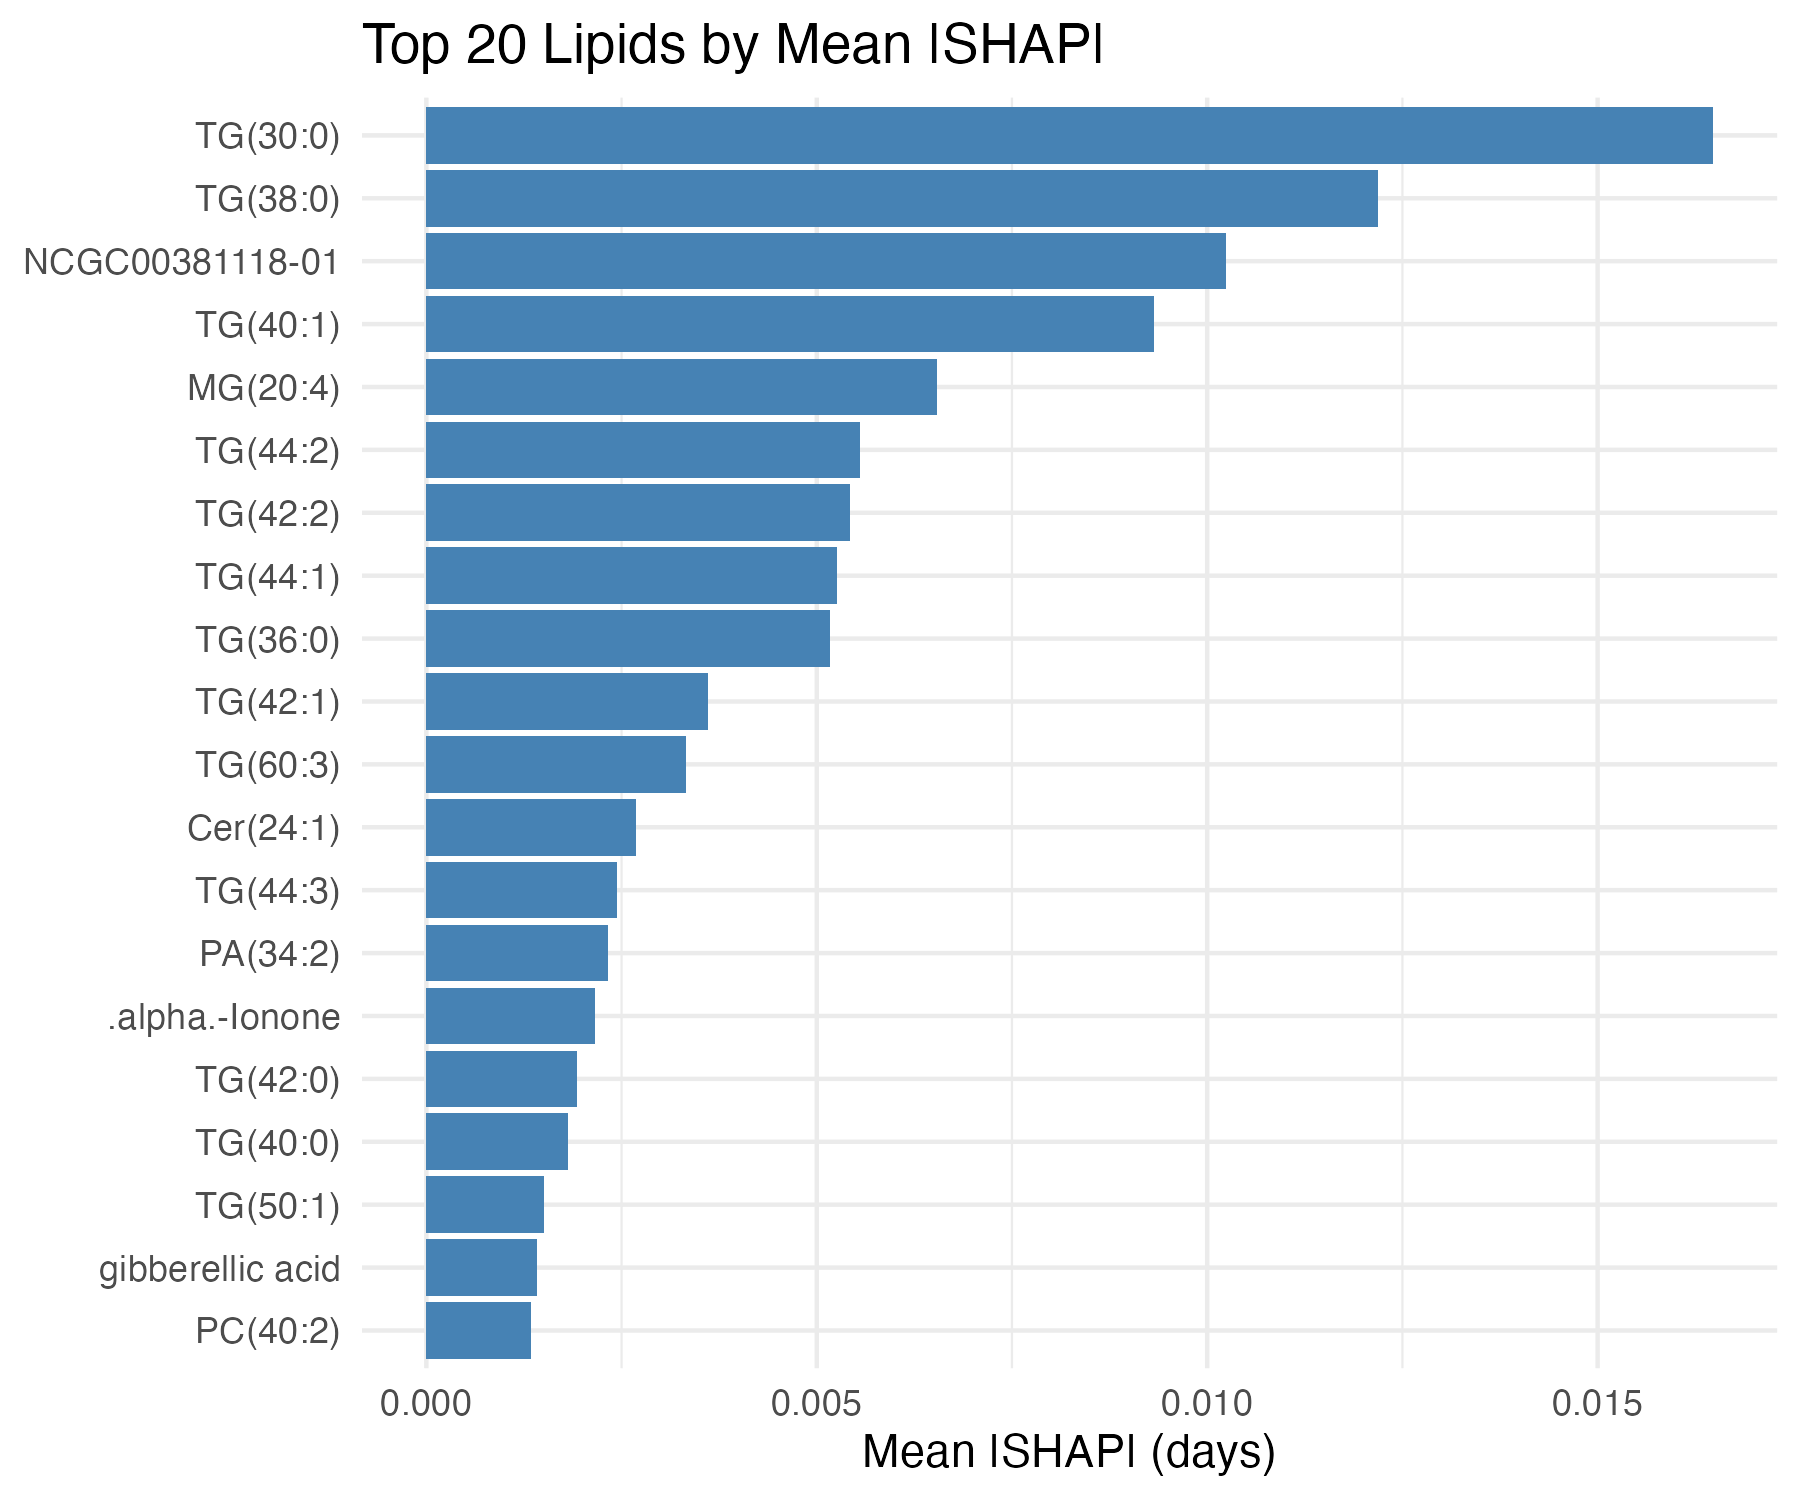 Top 20 Lipids by Mean |SHAP|
TG(30:0)
TG(38:0)
NCGC00381118-01
TG(40:1)
MG(20:4)
TG(44:2)
TG(42:2)
TG(44:1)
TG(36:0)
TG(42:1)
TG(60:3)
Cer(24:1)
TG(44:3)
PA(34:2)
.alpha.-Ionone
TG(42:0)
TG(40:0)
TG(50:1)
gibberellic acid
PC(40:2)
0.000 0.005 0.010 0.015
Mean |SHAP| (days)